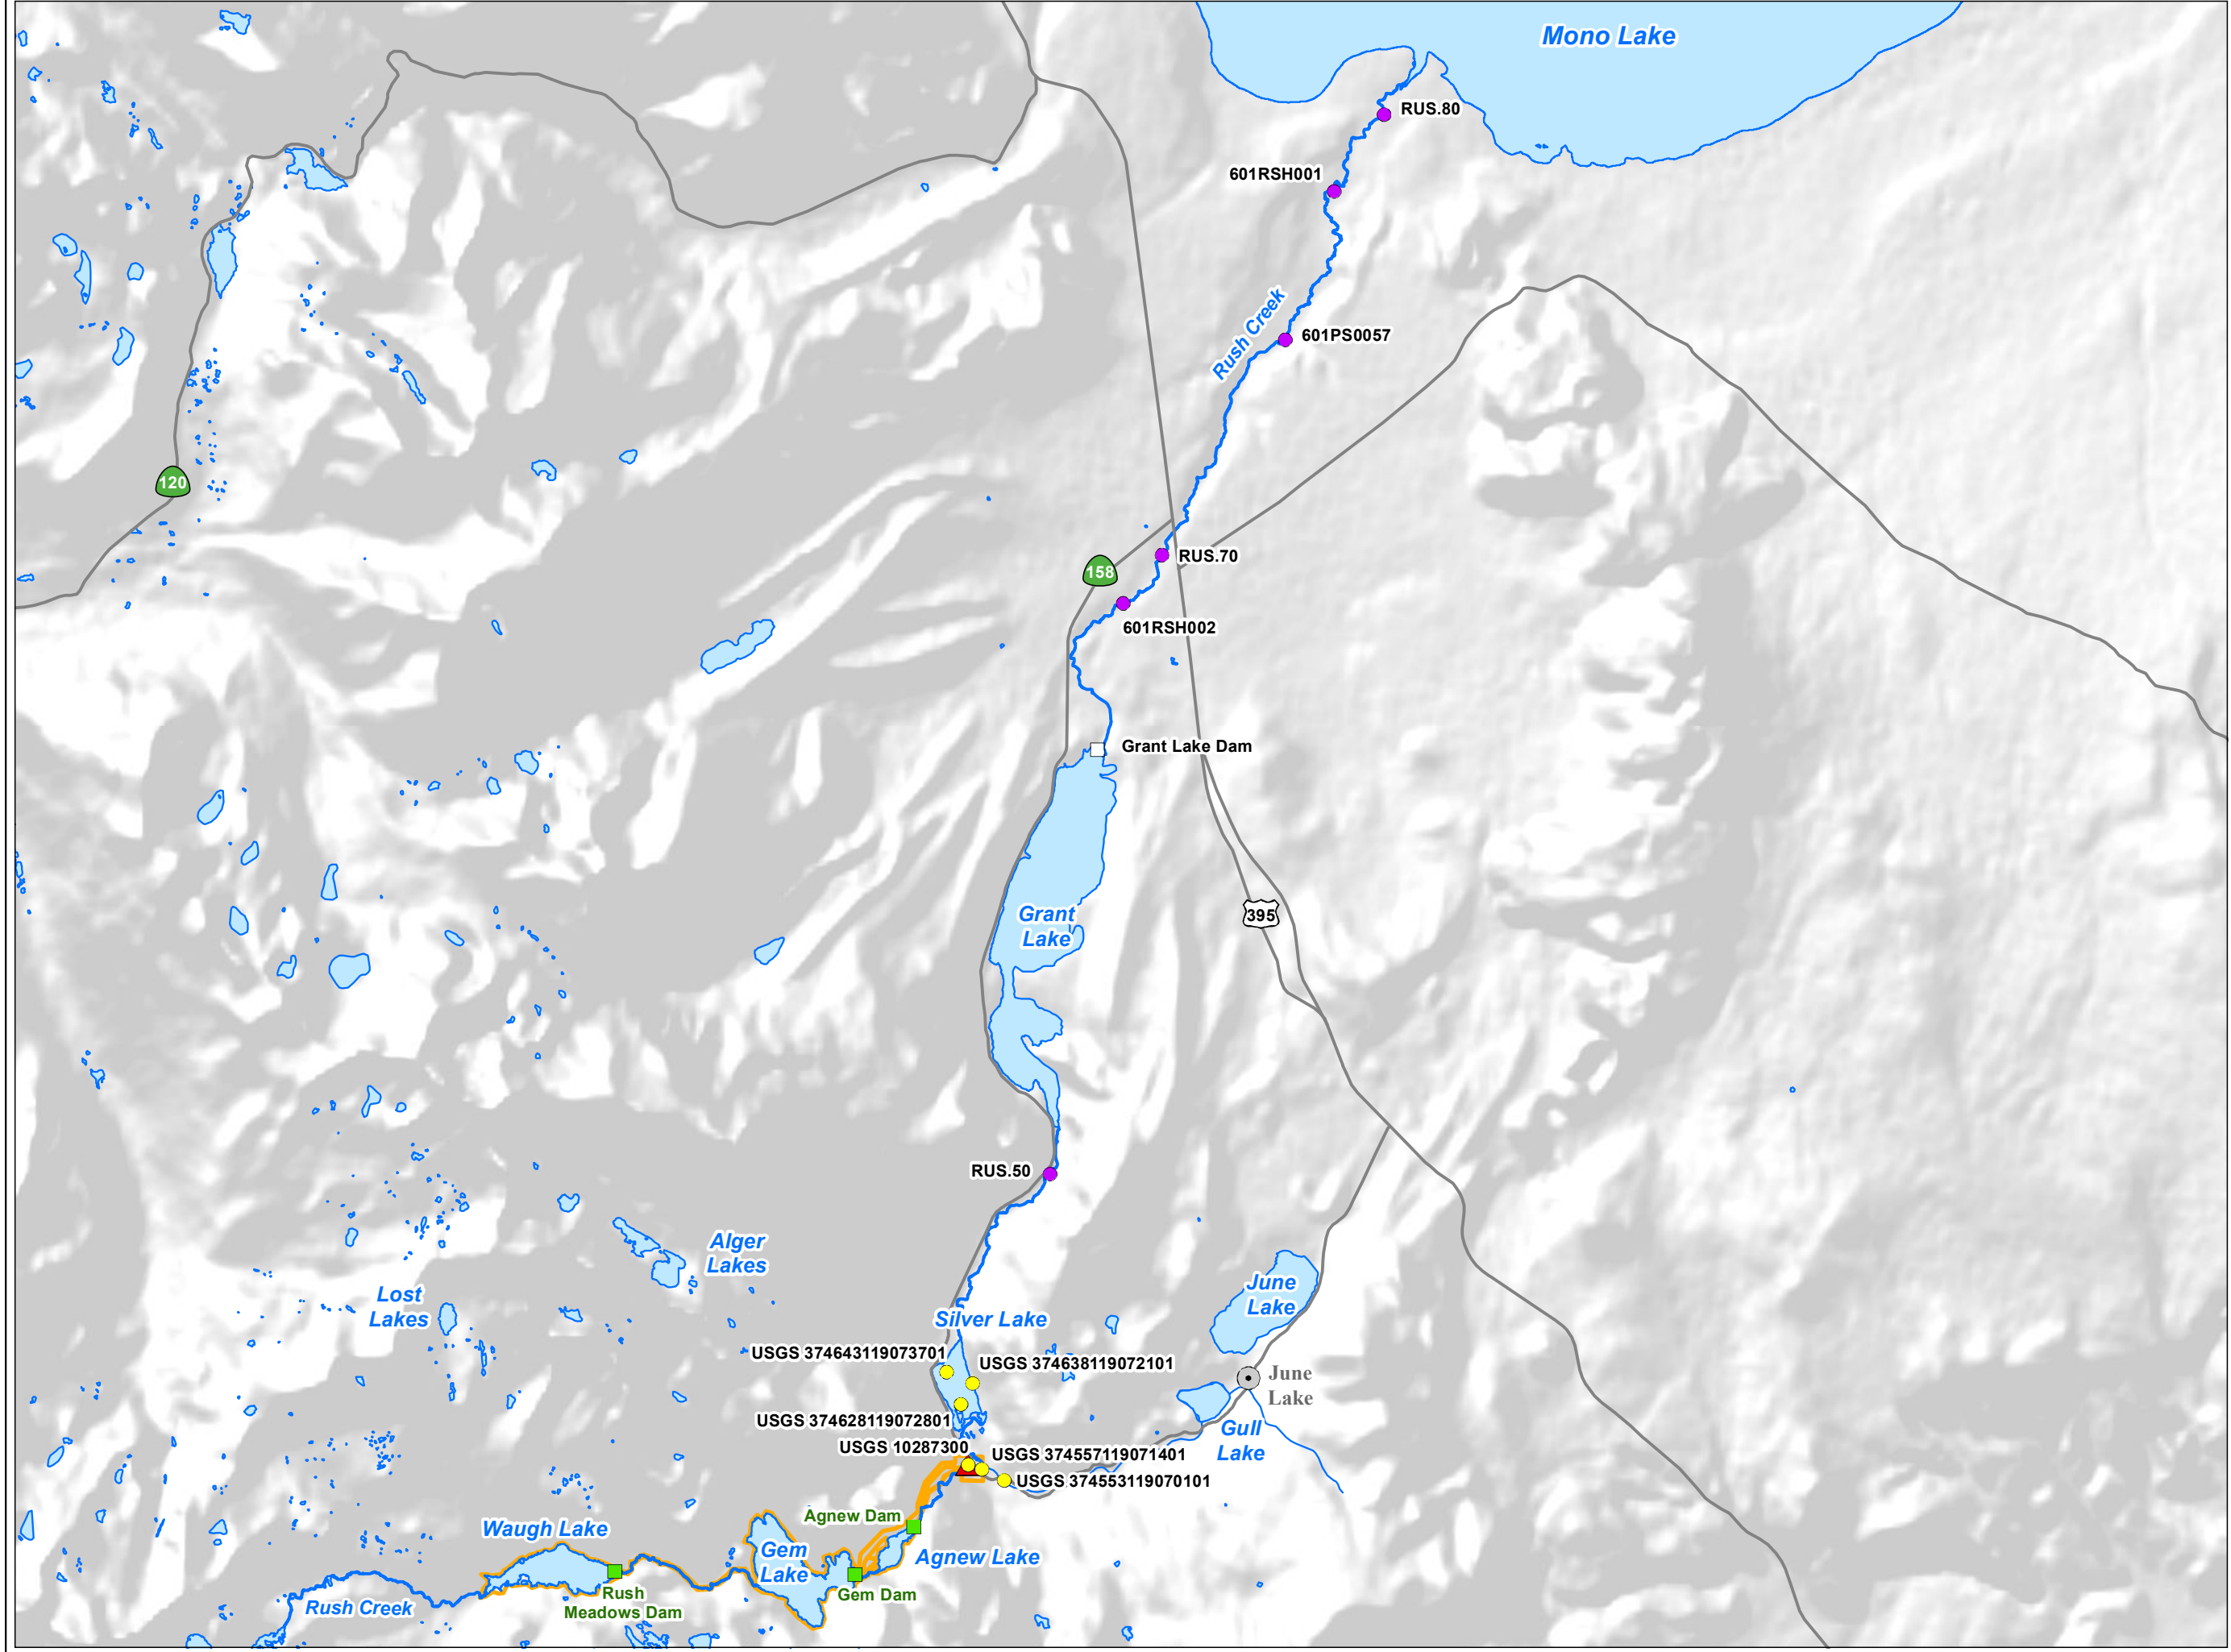 Mono Lake
RUS.80
601RSH001
Rush Creek
601PS0057
120
RUS.70
158
601RSH002
Grant Lake Dam
Grant
Lake
395
RUS.50
Alger
Lakes
Lost
Lakes
June
Lake
Silver Lake
USGS 374643119073701
USGS 374638119072101
June
Lake
USGS 374628119072801
Gull
Lake
USGS 10287300
USGS 374557119071401
USGS 374553119070101
Agnew Dam
Waugh Lake
Gem
Lake
Agnew Lake
Rush
Meadows Dam
Gem Dam
Rush Creek